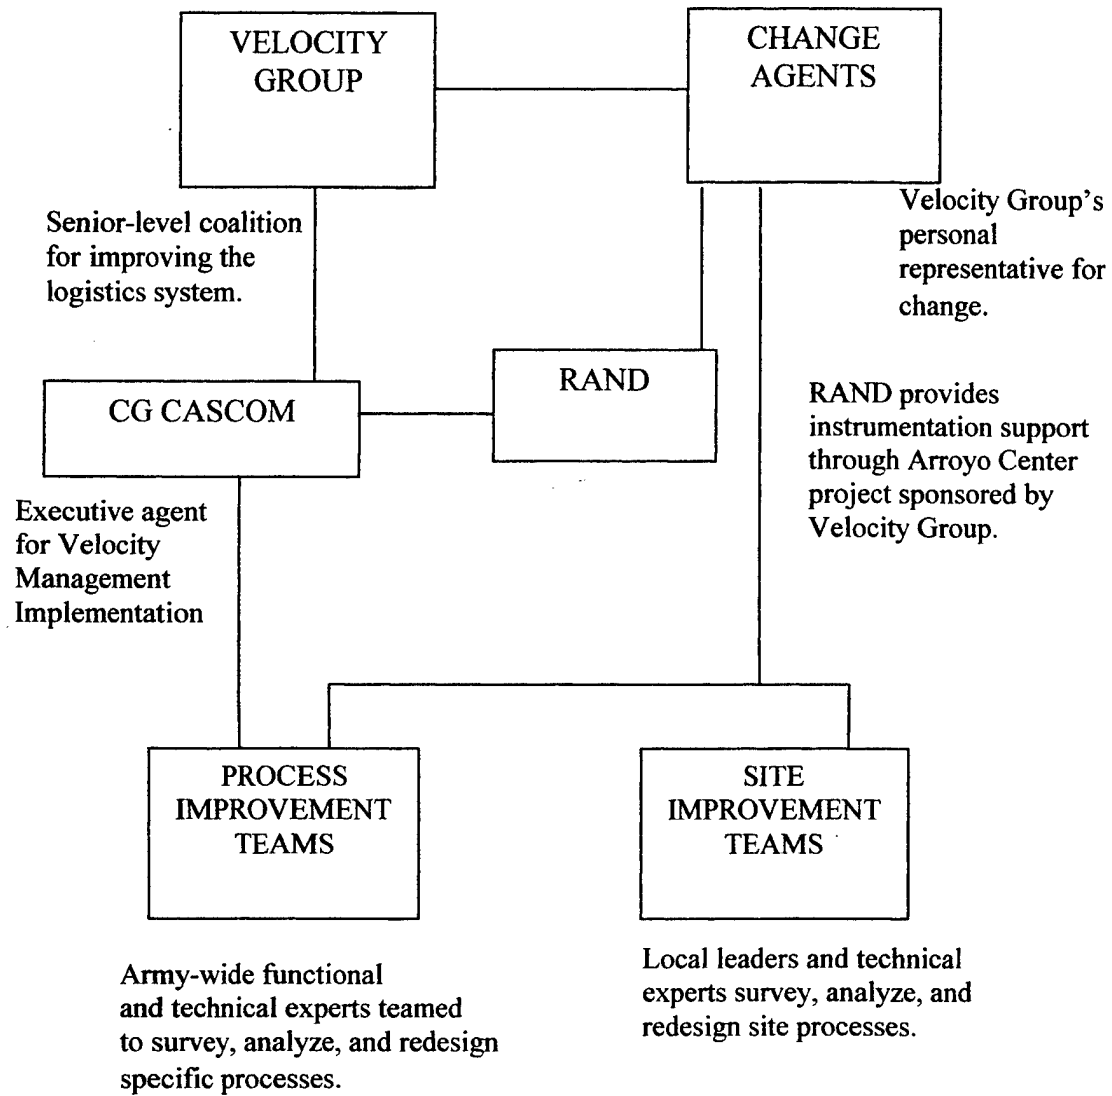 VELOCITY
GROUP
CHANGE
AGENTS
Senior-level coalition
for improving the
logistics system.
Velocity Group's
personal
representative for
change.
CG CASCOM
RAND
RAND provides
instrumentation support
through Arroyo Center
project sponsored by
Velocity Group.
Executive agent
for Velocity
Management
Implementation
PROCESS
IMPROVEMENT
TEAMS
SITE
IMPROVEMENT
TEAMS
Army-wide functional
and technical experts teamed
to survey, analyze, and redesign
specific processes.
Local leaders and technical
experts survey, analyze, and
redesign site processes.